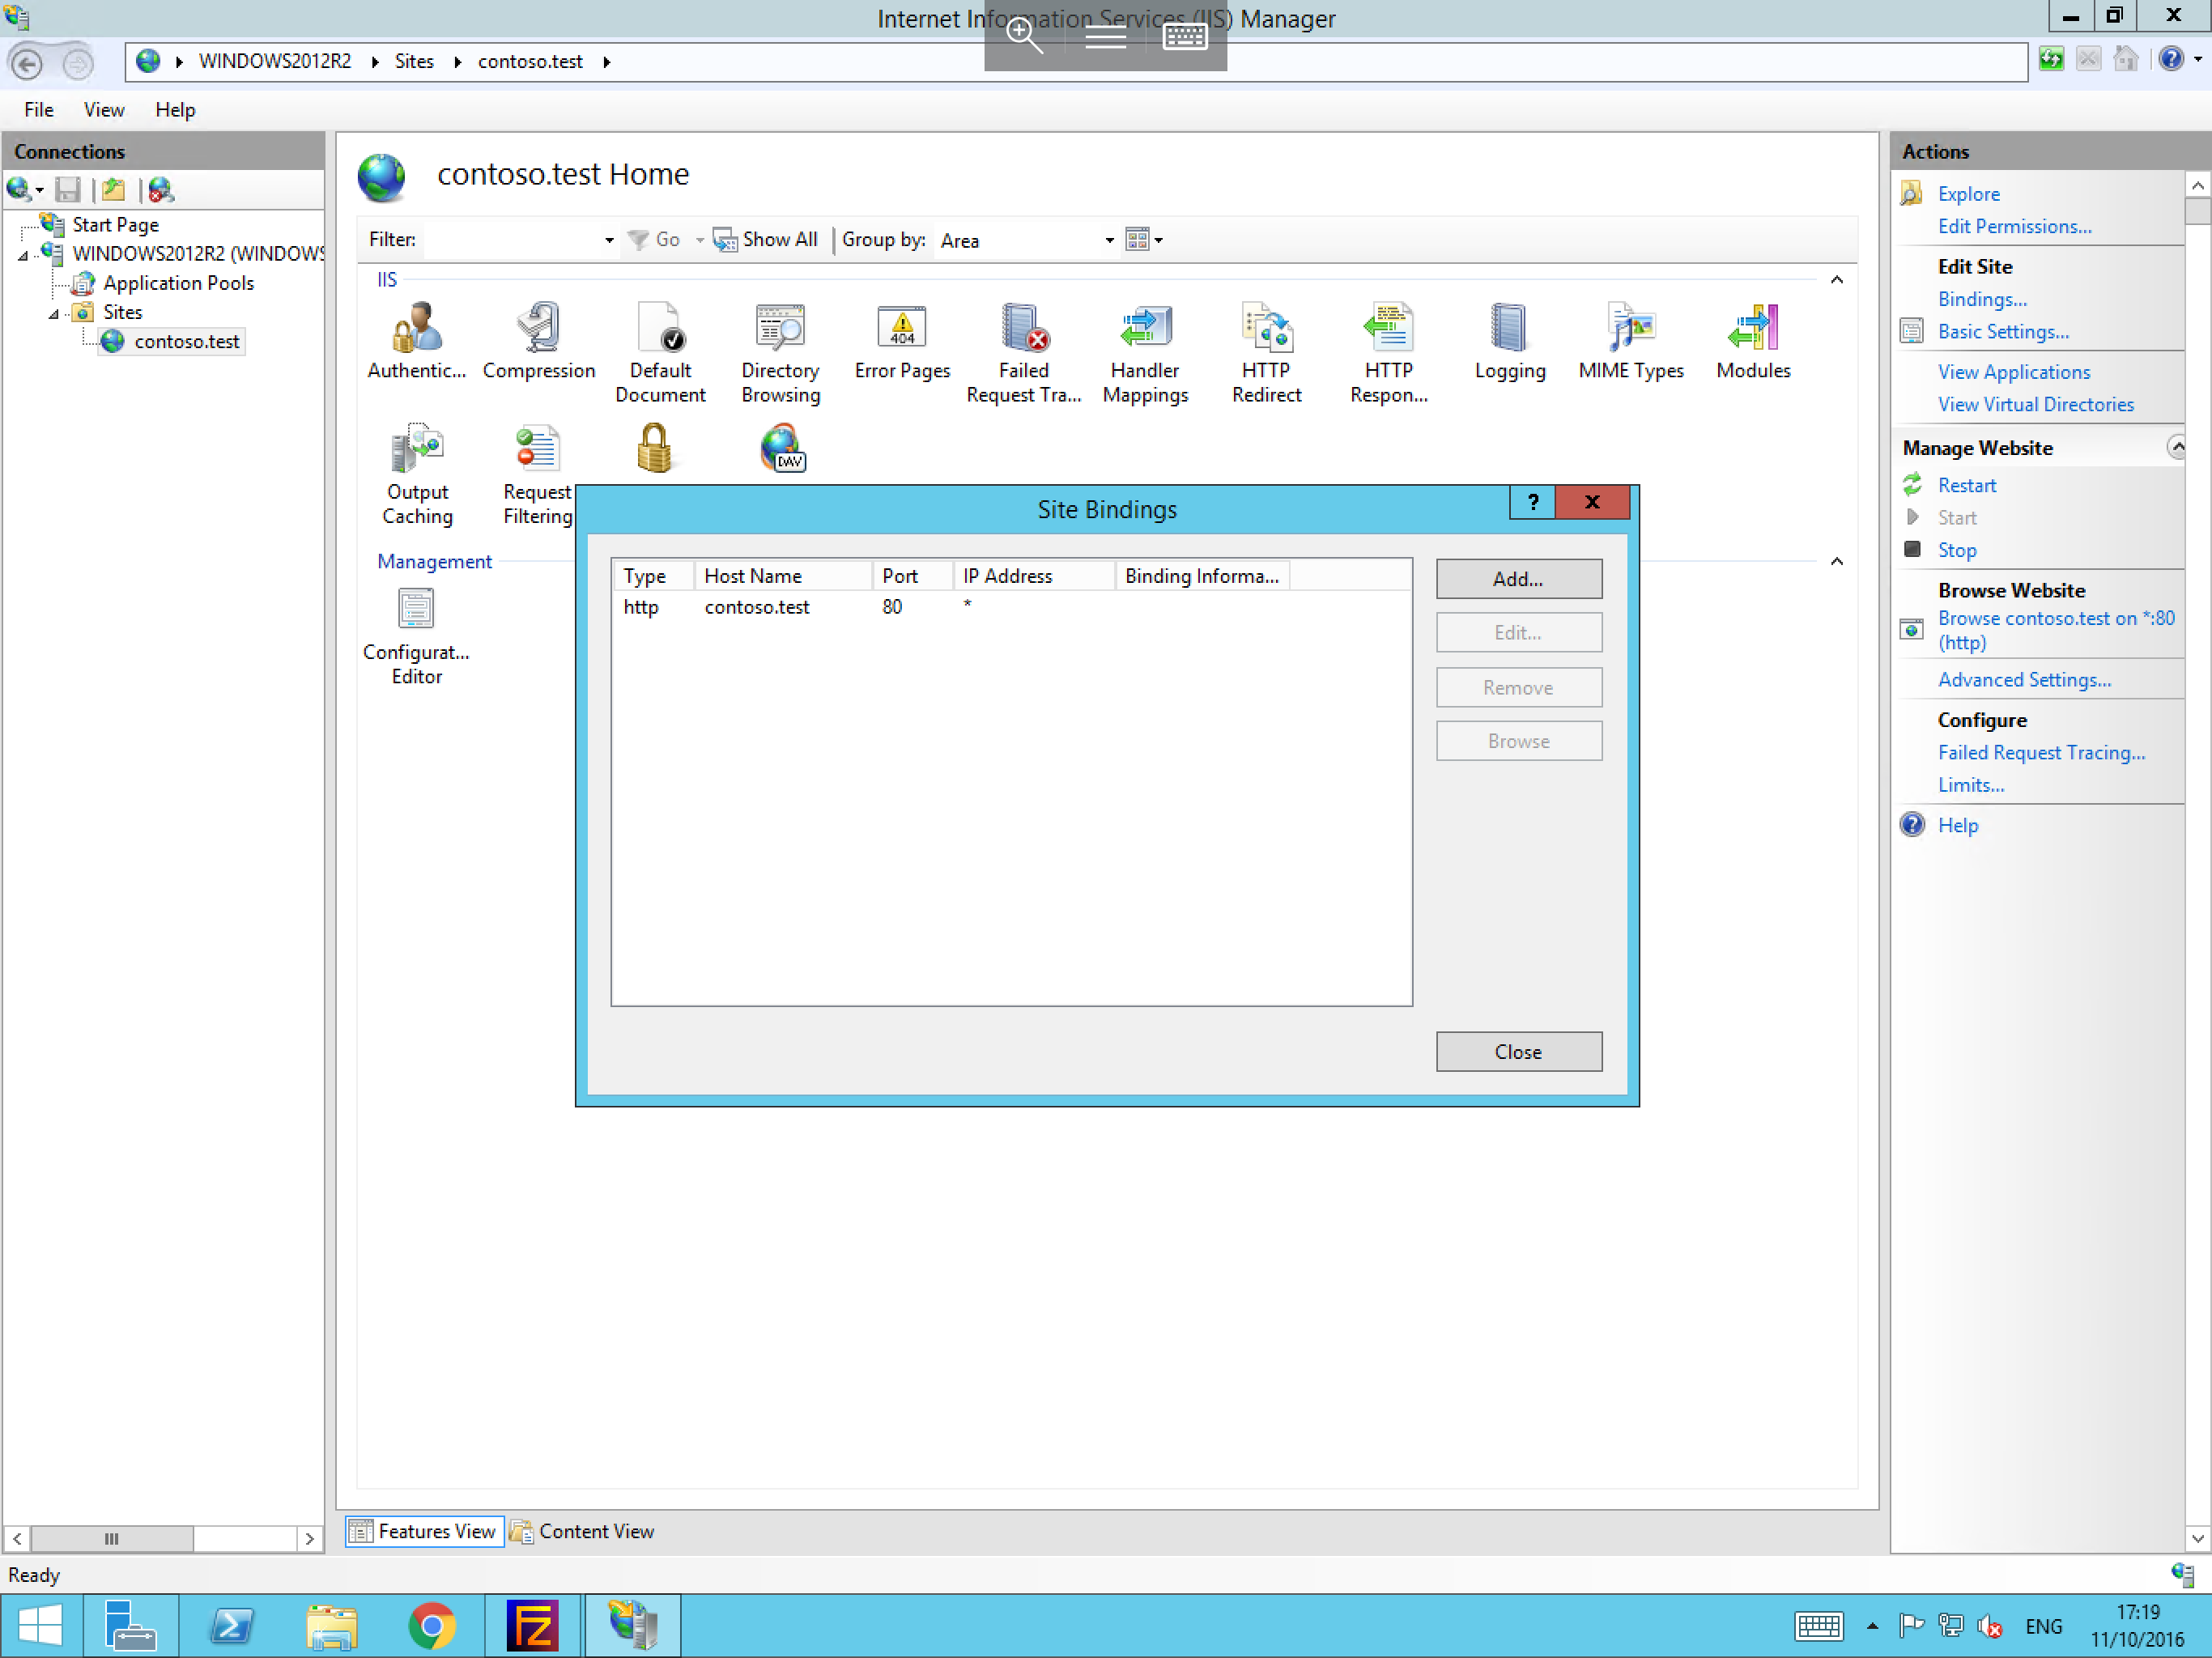 Internet Information Services (IIS) Manager
WINDOWS2012R2 Sites contoso.test
File View Help
Connections
Start Page
WINDOWS2012R2 (WINDOWS
Application Pools
Sites
contoso.test
contoso.test Home
Filter: Go Show All Group by: Area
IIS
Authentic... Compression Default Document Directory Browsing Error Pages Failed Request Tra... Handler Mappings HTTP Redirect HTTP Respon... Logging MIME Types Modules
404
DAV
Output Caching Request Filtering
Management
Configurat... Editor
Site Bindings
?
x
Type Host Name Port IP Address Binding Informa...
http contoso.test 80 *
Add...
Edit...
Remove
Browse
Close
Features View Content View
Actions
Explore
Edit Permissions...
Edit Site
Bindings...
Basic Settings...
View Applications
View Virtual Directories
Manage Website
Restart
Start
Stop
Browse Website
Browse contoso.test on *:80
(http)
Advanced Settings...
Configure
Failed Request Tracing...
Limits...
Help
Ready
FZ
ENG
17:19
11/10/2016